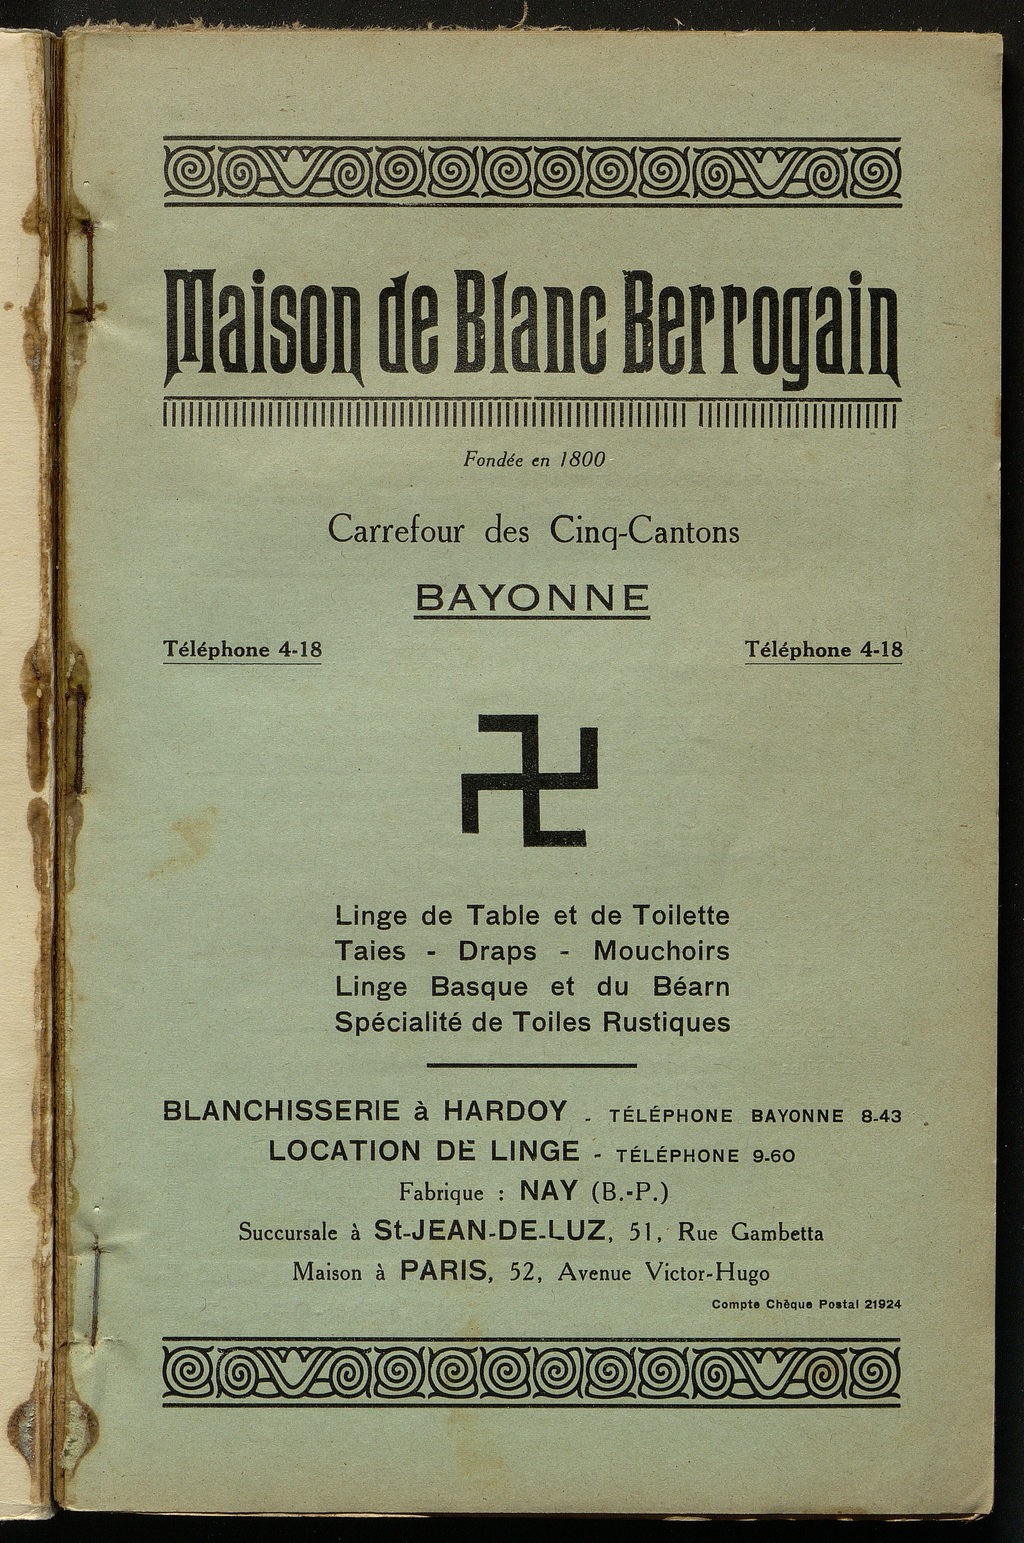 Maison de Blanc Berrogain
Fondée en 1800
Carrefour des Cinq-Cantons
BAYONNE
Téléphone 4-18 Téléphone 4-18
Linge de Table et de Toilette
Taies - Draps - Mouchoirs
Linge Basque et du Béarn
Spécialité de Toiles Rustiques
BLANCHISSERIE à HARDOY - TÉLÉPHONE BAYONNE 8-43
LOCATION DE LINGE - TÉLÉPHONE 9-60
Fabrique : NAY (B.-P.)
Succursale à St-JEAN-DE-LUZ, 51, Rue Gambetta
Maison à PARIS, 52, Avenue Victor-Hugo
Compte Chèque Postal 21924